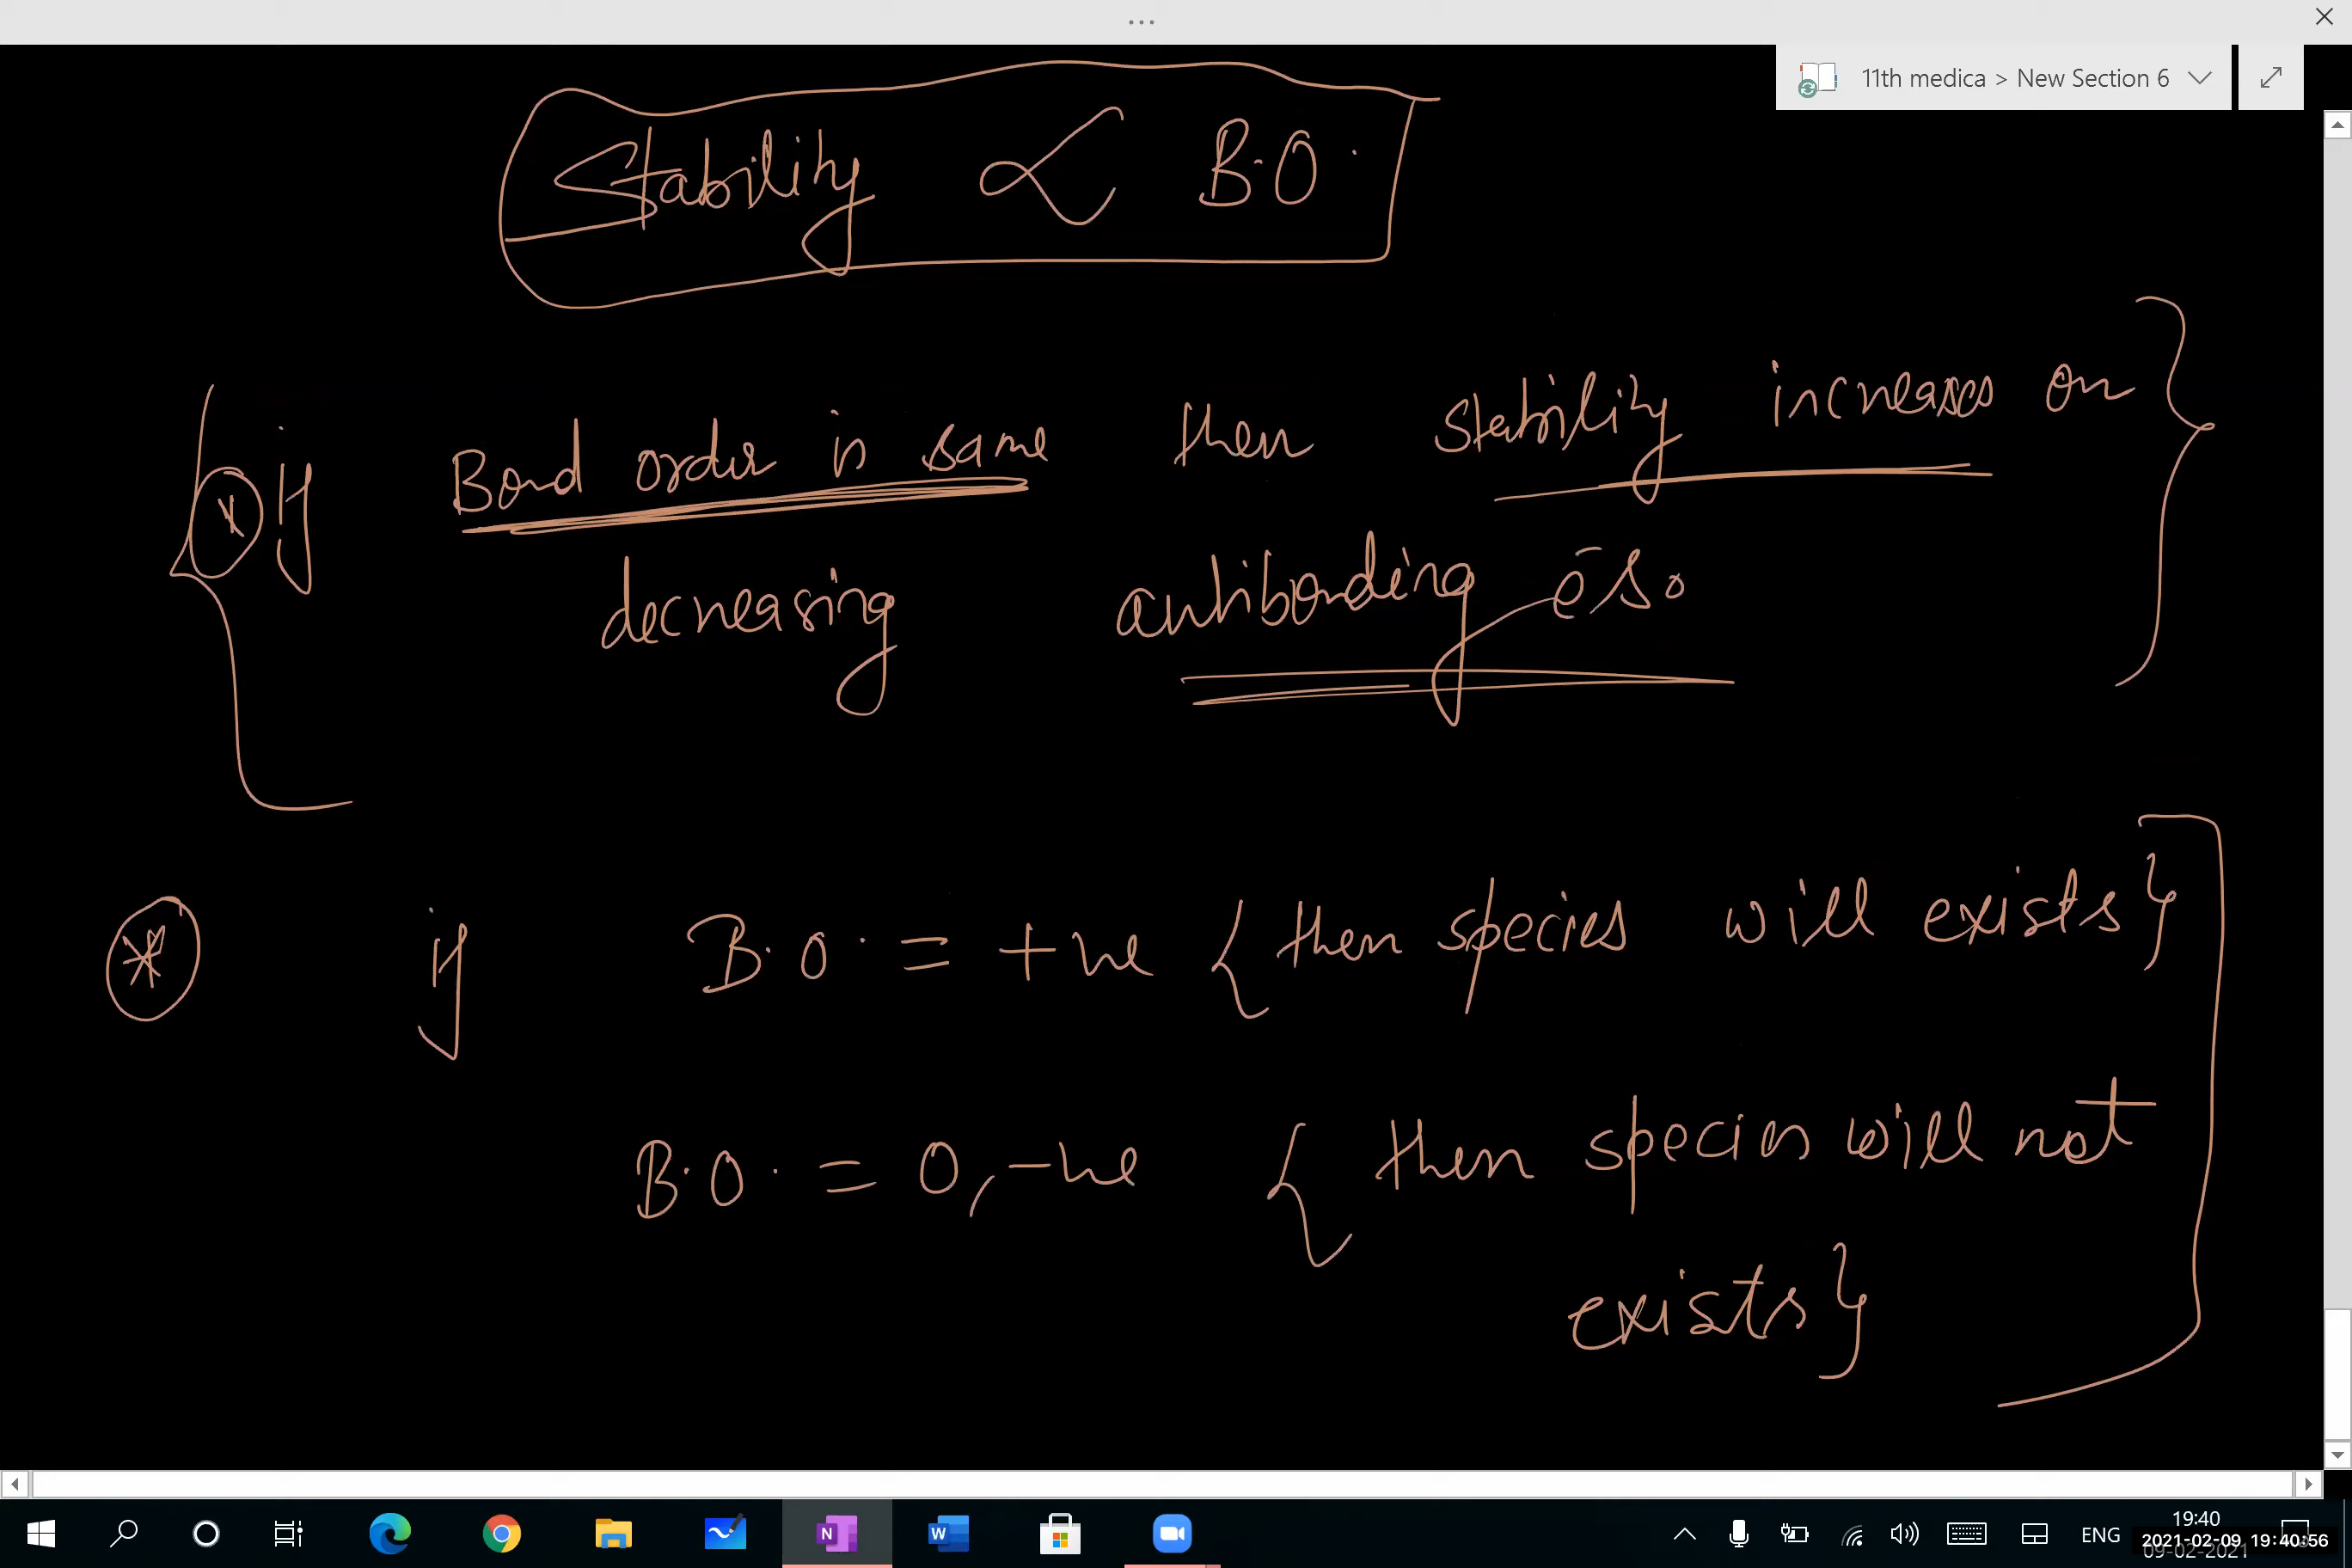 11th medica > New Section 6
Stability ∝ B.O.
* if Bond order is same then stability increases on
decreasing antibonding e⁻s.
* if B.O. = +ve {then species will exists}
B.O. = 0, -ve {then species will not
exists}
ENG
19:40
09-02-2021
2021-02-09 19:40:56